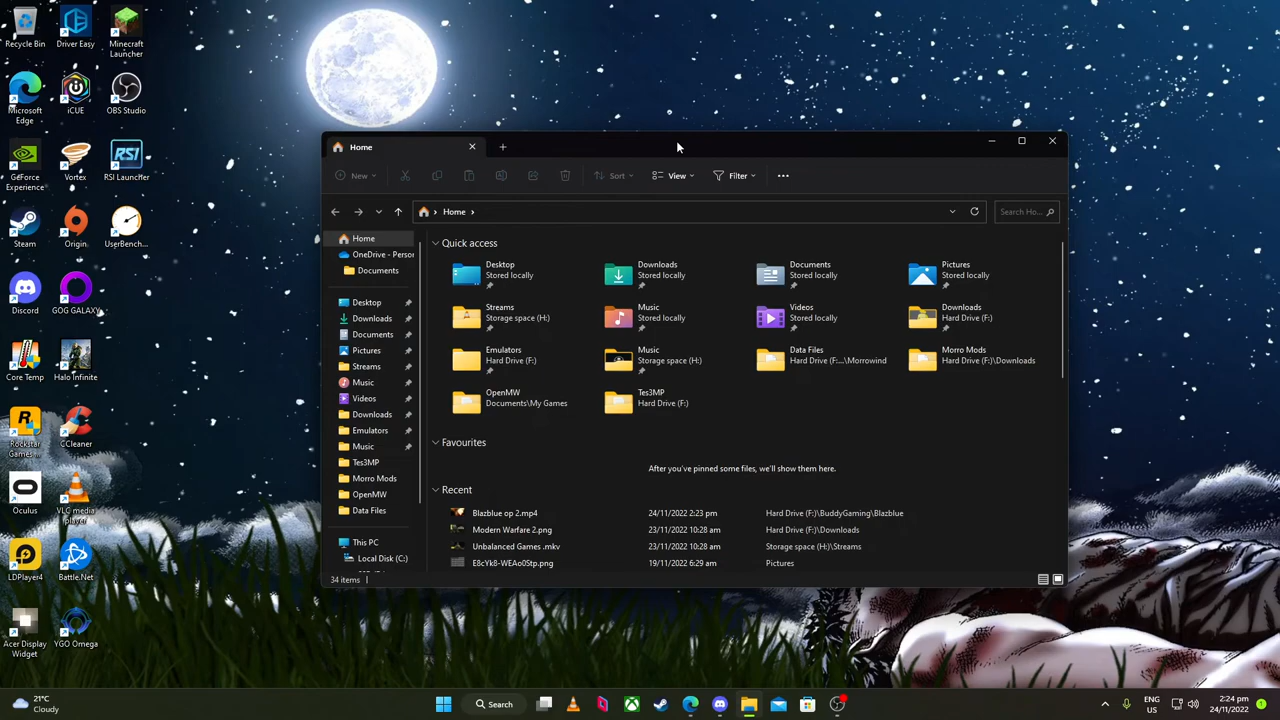 Recycle Bin
Driver Easy
Minecraft Launcher
Microsoft Edge
iCUE
OBS Studio
GeForce Experience
Vortex
RSI Launcher
Steam
Origin
UserBench...
Discord
GOG GALAXY
Core Temp
Halo Infinite
Rockstar Games...
CCleaner
Oculus
VLC media player
LDPlayer4
Battle.Net
Acer Display Widget
YGO Omega
Home
New
Sort
View
Filter
Home
Search Ho...
Home
OneDrive - Person
Documents
Desktop
Downloads
Documents
Pictures
Streams
Music
Videos
Downloads
Emulators
Music
Tes3MP
Morro Mods
OpenMW
Data Files
This PC
Local Disk (C:)
Quick access
Desktop
Stored locally
Downloads
Stored locally
Documents
Stored locally
Pictures
Stored locally
Streams
Storage space (H:)
Music
Stored locally
Videos
Stored locally
Downloads
Hard Drive (F:)
Emulators
Hard Drive (F:)
Music
Storage space (H:)
Data Files
Hard Drive (F:...\Morrowind
Morro Mods
Hard Drive (F:)\Downloads
OpenMW
Documents\My Games
Tes3MP
Hard Drive (F:)
Favourites
After you've pinned some files, we'll show them here.
Recent
Blazblue op 2.mp4 24/11/2022 2:23 pm Hard Drive (F:)\BuddyGaming\Blazblue
Modern Warfare 2.png 23/11/2022 10:28 am Hard Drive (F:)\Downloads
Unbalanced Games .mkv 23/11/2022 10:28 am Storage space (H:)\Streams
E8cYk8-WEAo0Stp.png 19/11/2022 6:29 am Pictures
34 items
21°C
Cloudy
Search
ENG
US
2:24 pm
24/11/2022
1